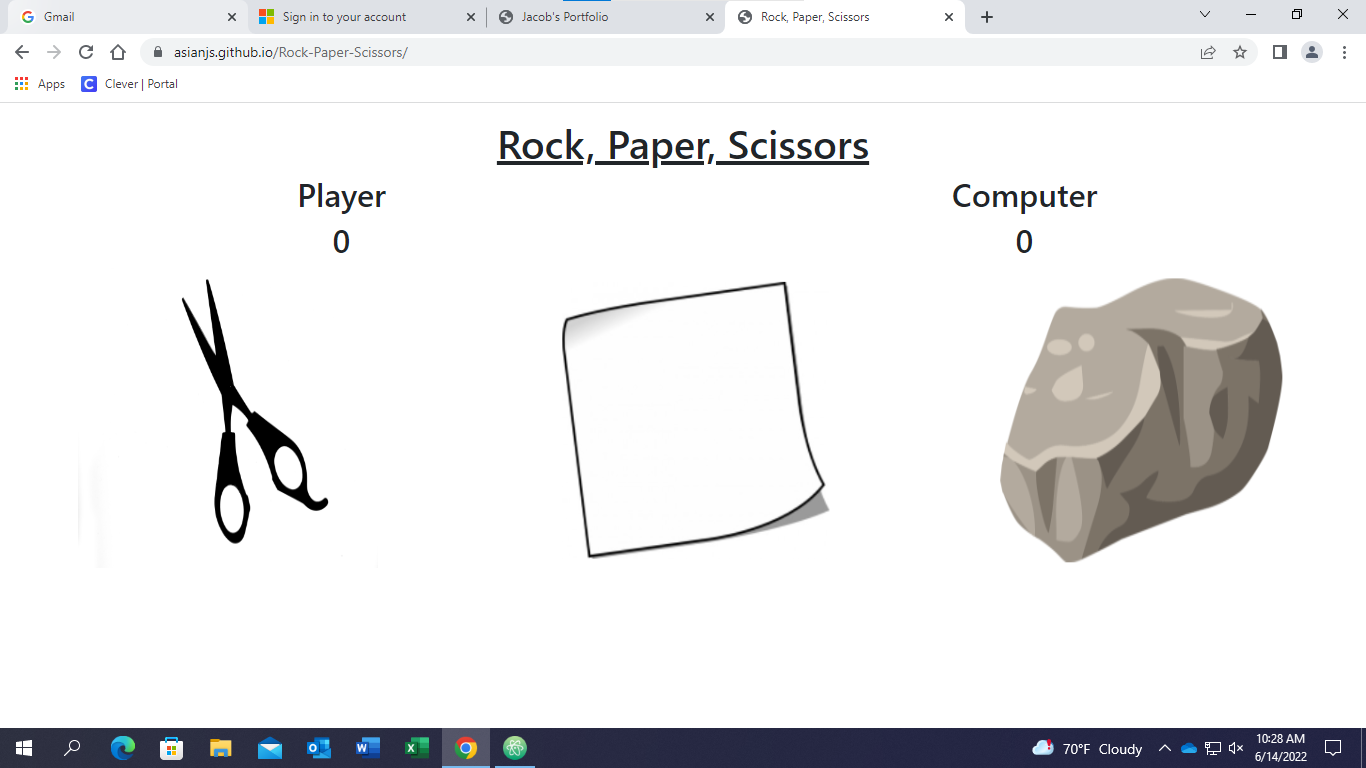 Gmail
Sign in to your account
Jacob's Portfolio
Rock, Paper, Scissors
asianjs.github.io/Rock-Paper-Scissors/
Apps
Clever | Portal
Rock, Paper, Scissors
Player
Computer
0
0
70°F Cloudy
10:28 AM
6/14/2022